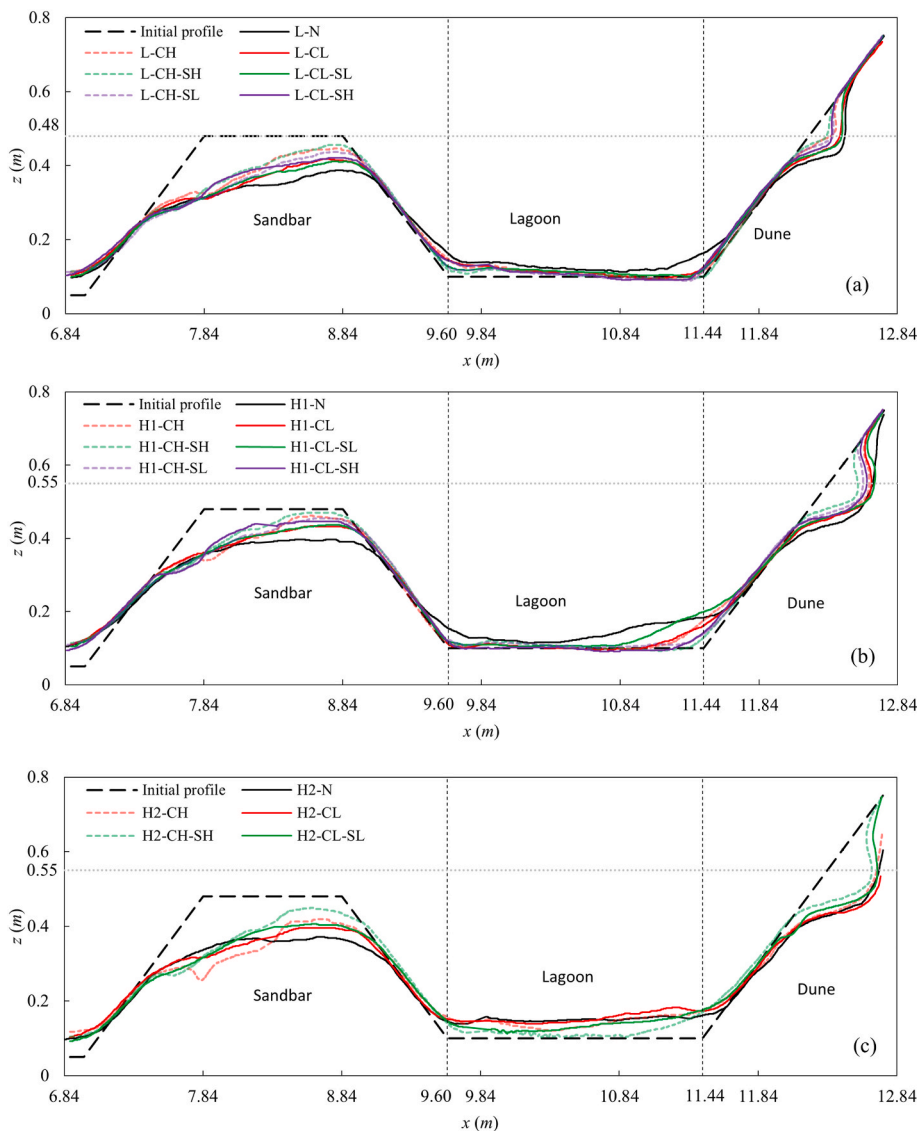 0.8
Initial profile L-N
L-CH L-CL
L-CH-SH L-CL-SL
L-CH-SL L-CL-SH
0.6
0.48
z (m)
0.4
Sandbar
Lagoon
Dune
0.2
(a)
0
6.84 7.84 8.84 9.60 9.84 10.84 11.44 11.84 12.84
x (m)
0.8
Initial profile H1-N
H1-CH H1-CL
H1-CH-SH H1-CL-SL
H1-CH-SL H1-CL-SH
0.6
0.55
z (m)
0.4
Sandbar
Lagoon
Dune
0.2
(b)
0
6.84 7.84 8.84 9.60 9.84 10.84 11.44 11.84 12.84
x (m)
0.8
Initial profile H2-N
H2-CH H2-CL
H2-CH-SH H2-CL-SL
0.6
0.55
z (m)
0.4
Sandbar
Lagoon
Dune
0.2
(c)
0
6.84 7.84 8.84 9.60 9.84 10.84 11.44 11.84 12.84
x (m)